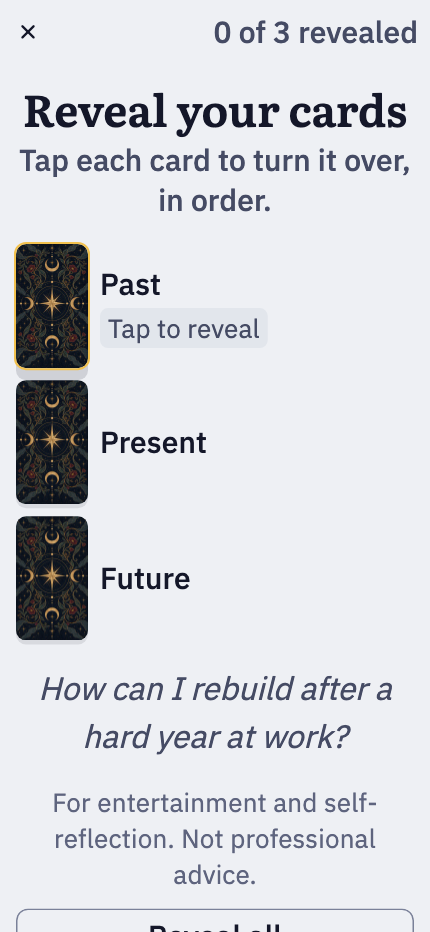 ×
0 of 3 revealed
Reveal your cards
Tap each card to turn it over,
in order.
Past
Tap to reveal
Present
Future
How can I rebuild after a
hard year at work?
For entertainment and self-
reflection. Not professional
advice.
Reveal all